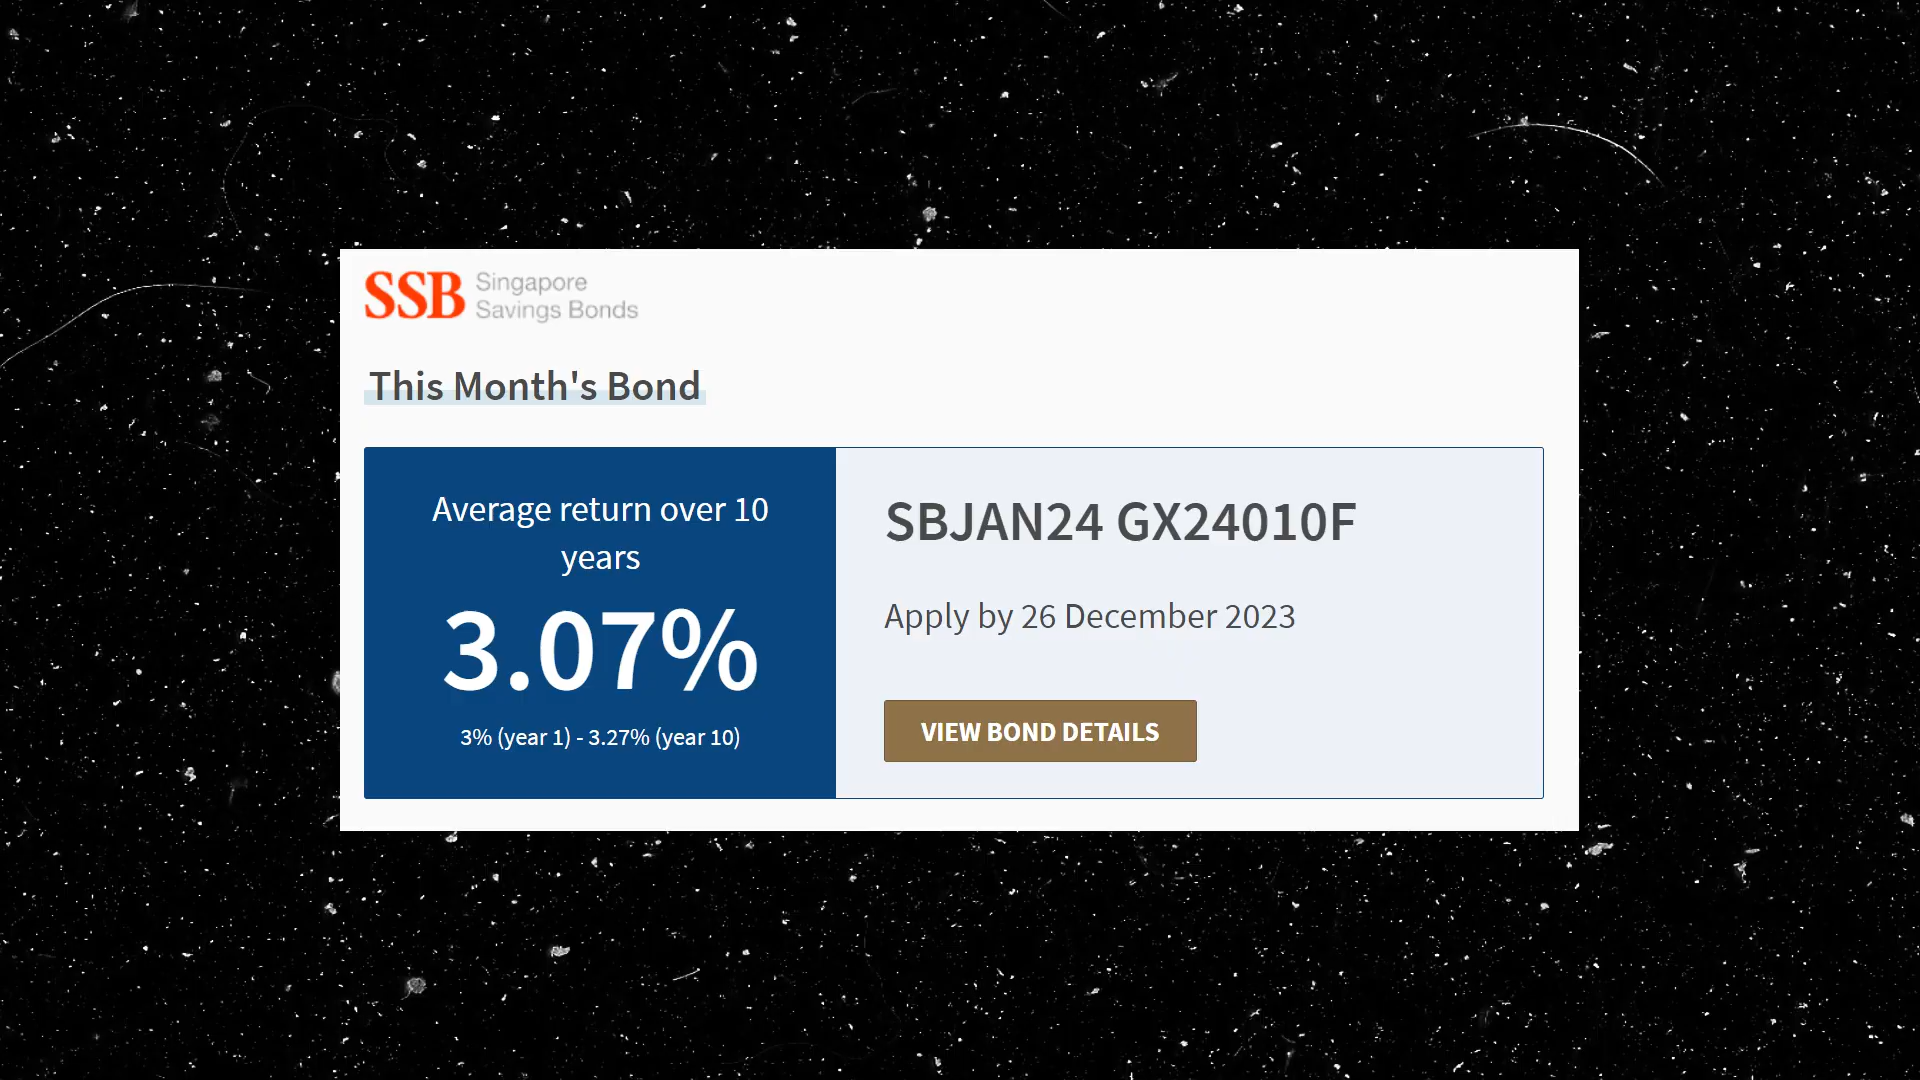 SSB
Singapore
Savings Bonds
This Month's Bond
Average return over 10
years
3.07%
3% (year 1) - 3.27% (year 10)
SBJAN24 GX24010F
Apply by 26 December 2023
VIEW BOND DETAILS